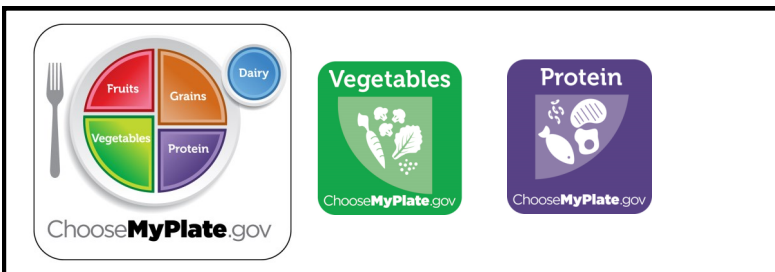 Fruits
Grains
Dairy
Vegetables
Protein
ChooseMyPlate.gov
Vegetables
ChooseMyPlate.gov
Protein
ChooseMyPlate.gov